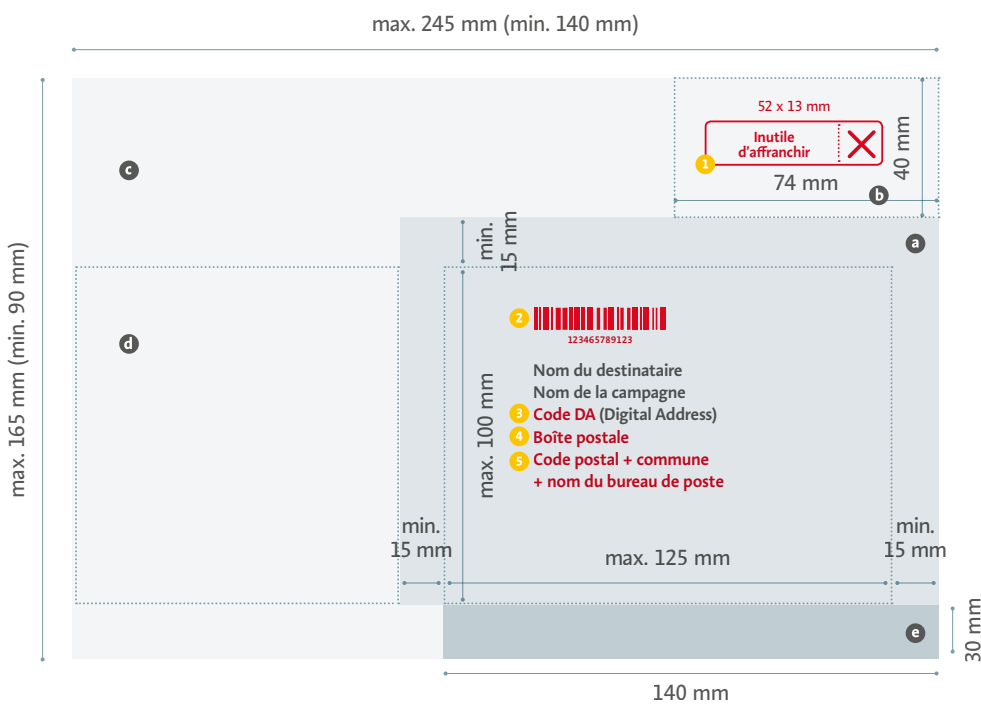 max. 245 mm (min. 140 mm)
52 x 13 mm
Inutile
d'affranchir
1
40 mm
74 mm
b
c
a
min.
15 mm
max. 165 mm (min. 90 mm)
d
2
123465789123
Nom du destinataire
Nom de la campagne
3 Code DA (Digital Address)
4 Boîte postale
5 Code postal + commune
+ nom du bureau de poste
max. 100 mm
min.
15 mm
max. 125 mm
min.
15 mm
e
30 mm
140 mm